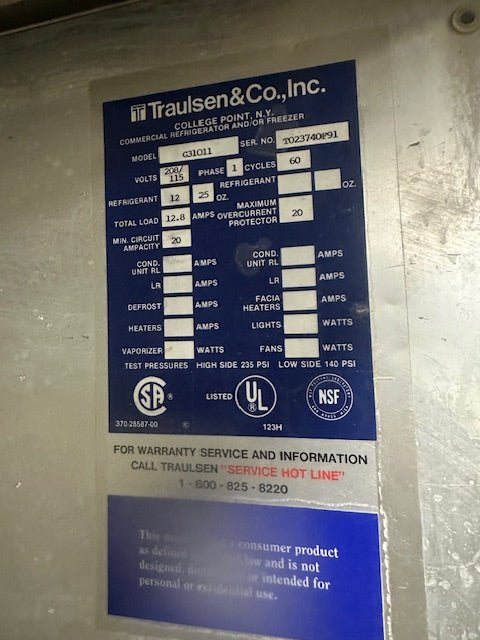 Traulsen & Co., Inc.
COLLEGE POINT, N.Y.
COMMERCIAL REFRIGERATOR AND/OR FREEZER
MODEL G31011 SER. NO. T023740P91
VOLTS 208/115 PHASE 1 CYCLES 60
REFRIGERANT 12 25 OZ. REFRIGERANT OZ.
TOTAL LOAD 12.8 AMPS MAXIMUM OVERCURRENT PROTECTOR 20
MIN. CIRCUIT AMPACITY 20
COND. UNIT RL AMPS COND. UNIT RL AMPS
LR AMPS LR AMPS
DEFROST AMPS FACIA HEATERS AMPS
HEATERS AMPS LIGHTS WATTS
VAPORIZER WATTS FANS WATTS
TEST PRESSURES HIGH SIDE 235 PSI LOW SIDE 140 PSI
SA ® LISTED UL ® NSF
370-28587-00 123H
FOR WARRANTY SERVICE AND INFORMATION
CALL TRAULSEN "SERVICE HOT LINE"
1-800-825-8220
This consumer product
as defined law and is not
designed, or intended for
personal or residential use.